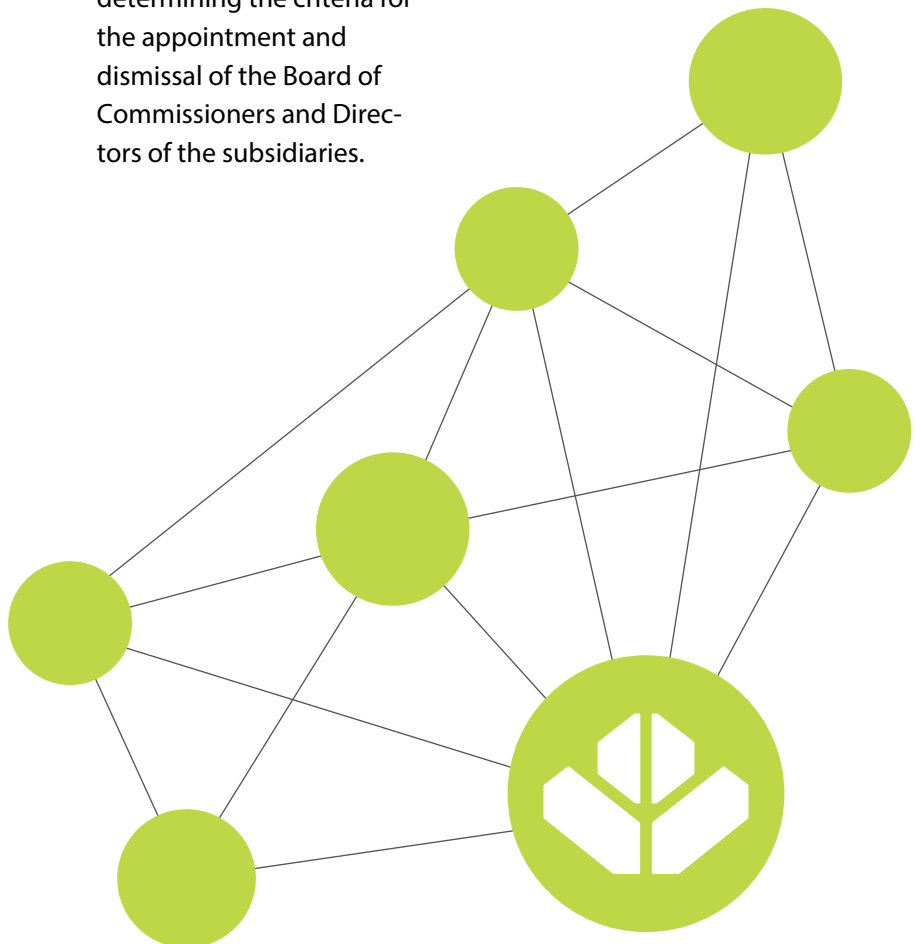 determining the criteria for
the appointment and
dismissal of the Board of
Commissioners and Direc-
tors of the subsidiaries.